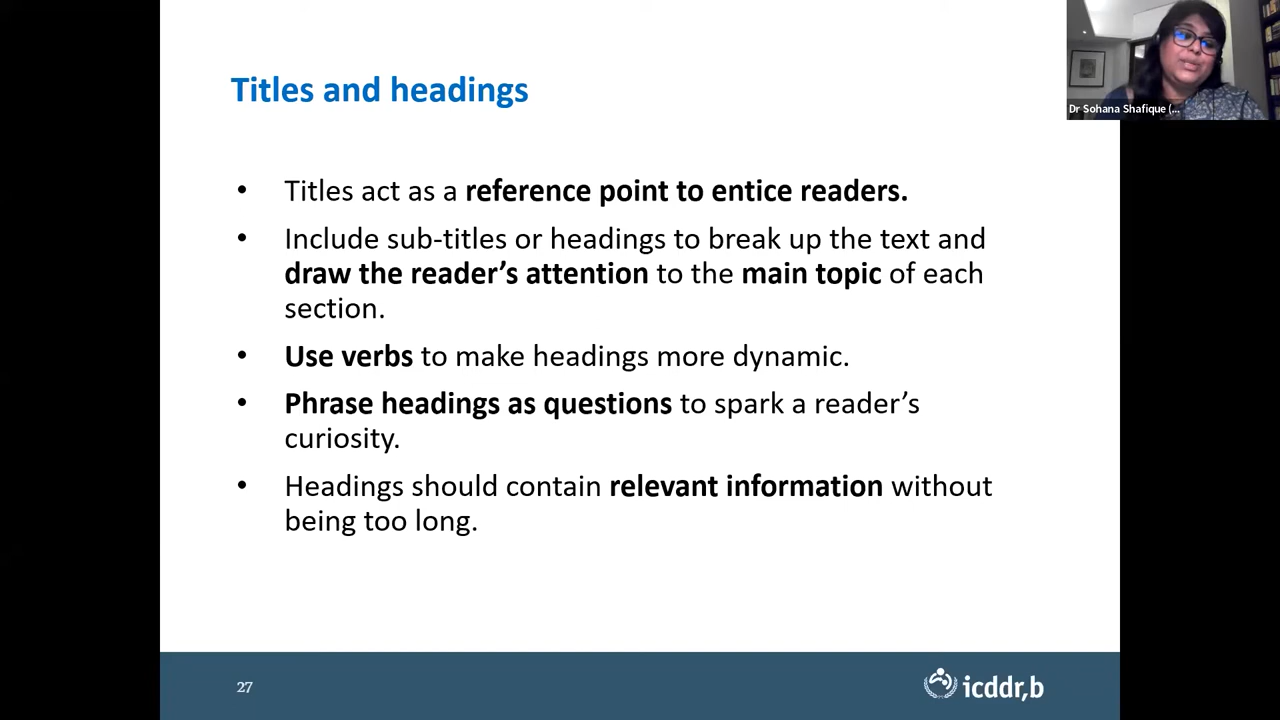 Titles and headings
Dr Sohana Shafique (...
• Titles act as a reference point to entice readers.
• Include sub-titles or headings to break up the text and
draw the reader’s attention to the main topic of each
section.
• Use verbs to make headings more dynamic.
• Phrase headings as questions to spark a reader’s
curiosity.
• Headings should contain relevant information without
being too long.
27
icddr,b